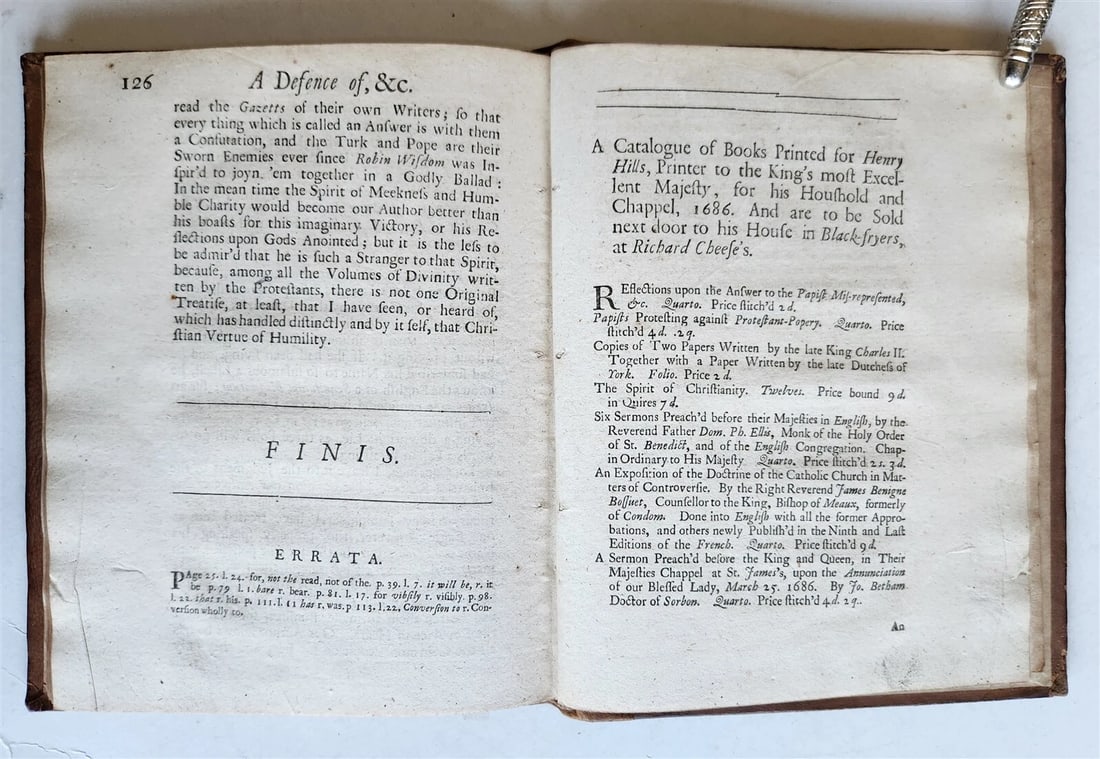 126 A Defence of, &c.
read the Gazetts of their own Writers; ſo that
every thing which is called an Anſwer is with them
a Confutation, and the Turk and Pope are their
Sworn Enemies ever ſince Robin Wiſdom was In-
ſpir'd to joyn. 'em together in a Godly Ballad:
In the mean time the Spirit of Meekneſs and Hum-
ble Charity would become our Author better than
his boaſts for this imaginary Victory, or his Re-
flections upon Gods Anointed; but it is the leſs to
be admir'd that he is ſuch a Stranger to that Spirit,
becauſe, among all the Volumes of Divinity writ-
ten by the Proteſtants, there is not one Original
Treatiſe, at leaſt, that I have ſeen, or heard of,
which has handled diſtinctly and by it ſelf, that Chri-
ſtian Vertue of Humility.
FINIS.
ERRATA.
PAge 25. l. 24. for, not the read, not of the. p. 39. l. 7. it will be, r. it
be p. 79 l. 1. bare r. bear. p. 81. l. 17. for vibſily r. viſibly. p. 98.
l. 22. that r. his. p. 111. l. 11 has r. was. p 113. l. 22. Converſion to r. Con-
verſion wholly to.
A Catalogue of Books Printed for Henry
Hills, Printer to the King's moſt Excel-
lent Majeſty, for his Houſhold and
Chappel, 1686. And are to be Sold
next door to his Houſe in Black-fryers,
at Richard Cheeſe's.
REflections upon the Anſwer to the Papiſt Miſ-repreſented,
&c. Quarto. Price ſtitch'd 2 d.
Papiſts Proteſting againſt Proteſtant-Popery. Quarto. Price
ſtitch'd 4 d. 2 q.
Copies of Two Papers Written by the late King Charles II.
Together with a Paper Written by the late Dutcheſs of
York. Folio. Price 2 d.
The Spirit of Chriſtianity. Twelves. Price bound 9 d.
in Quires 7 d.
Six Sermons Preach'd before their Majeſties in Engliſh, by the
Reverend Father Dom. Ph. Ellis, Monk of the Holy Order
of St. Benedict, and of the Engliſh Congregation. Chap-
in Ordinary to His Majeſty. Quarto. Price ſtitch'd 2 s. 3 d.
An Expoſition of the Doctrine of the Catholic Church in Mat-
ters of Controverſie. By the Right Reverend James Benigne
Boſſuet, Counſellor to the King, Biſhop of Meaux, formerly
of Condom. Done into Engliſh with all the former Appro-
bations, and others newly Publiſh'd in the Ninth and Laſt
Editions of the French. Quarto. Price ſtitch'd 9 d.
A Sermon Preach'd before the King and Queen, in Their
Majeſties Chappel at St. James's, upon the Annunciation
of our Bleſſed Lady, March 25. 1686. By Jo. Betham
Doctor of Sorbon. Quarto. Price ſtitch'd 4 d. 2 q.
An